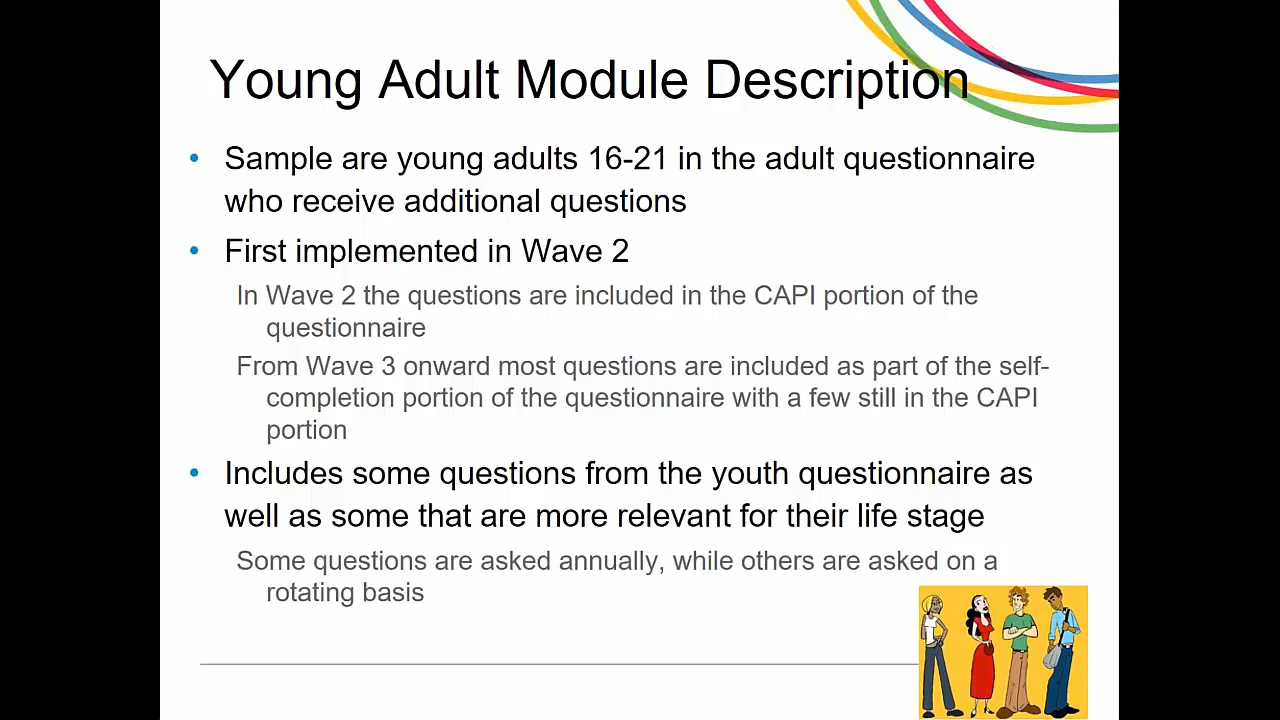 Young Adult Module Description
• Sample are young adults 16-21 in the adult questionnaire
who receive additional questions
• First implemented in Wave 2
In Wave 2 the questions are included in the CAPI portion of the
questionnaire
From Wave 3 onward most questions are included as part of the self-
completion portion of the questionnaire with a few still in the CAPI
portion
• Includes some questions from the youth questionnaire as
well as some that are more relevant for their life stage
Some questions are asked annually, while others are asked on a
rotating basis